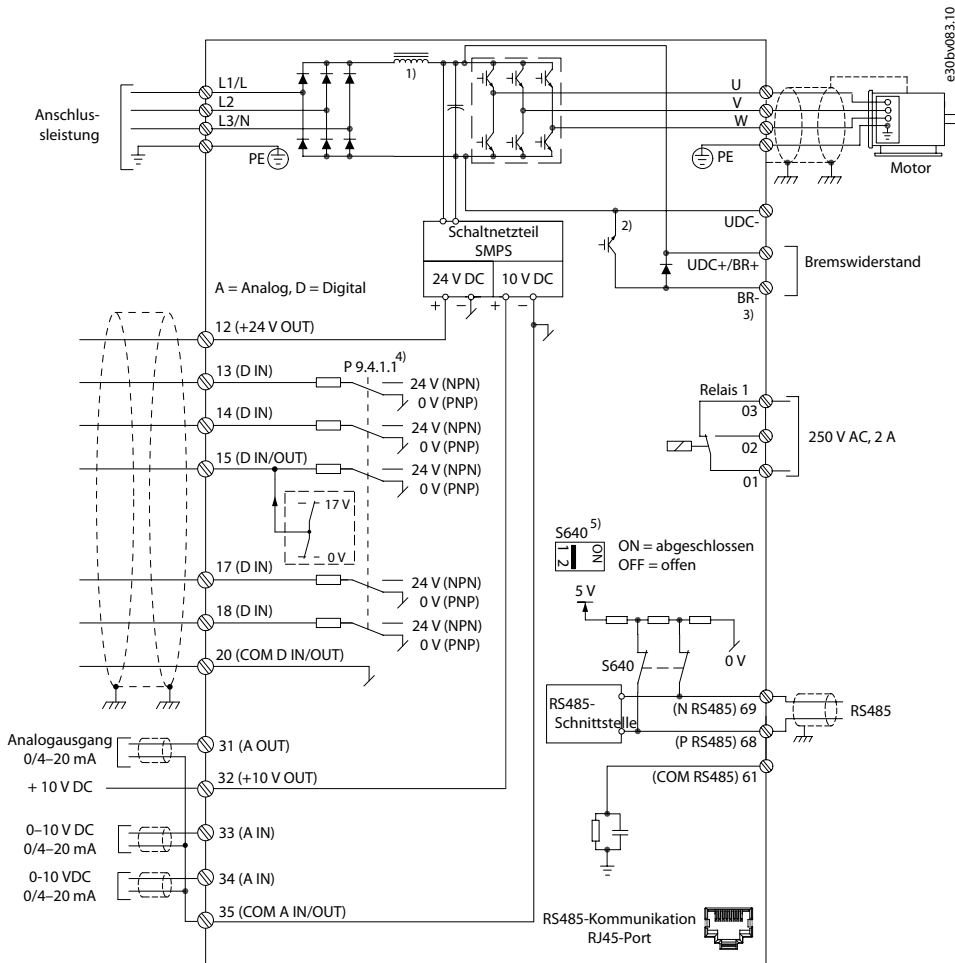 e30bv083.10
Anschlus-
leistung
L1/L
L2
L3/N
PE
1)
U
V
W
PE
Motor
UDC-
2)
UDC+/BR+
Bremswiderstand
BR-
3)
Schaltnetzteil
SMPS
24 V DC
10 V DC
+
−
+
−
A = Analog, D = Digital
12 (+24 V OUT)
P 9.4.1.1 4)
13 (D IN)
24 V (NPN)
0 V (PNP)
14 (D IN)
24 V (NPN)
0 V (PNP)
15 (D IN/OUT)
24 V (NPN)
0 V (PNP)
17 V
0 V
17 (D IN)
24 V (NPN)
0 V (PNP)
18 (D IN)
24 V (NPN)
0 V (PNP)
20 (COM D IN/OUT)
Relais 1
03
02
01
250 V AC, 2 A
S640 5)
1 2
ON
ON = abgeschlossen
OFF = offen
5 V
0 V
S640
RS485-
Schnittstelle
(N RS485) 69
(P RS485) 68
RS485
(COM RS485) 61
Analogausgang
0/4–20 mA
31 (A OUT)
+ 10 V DC
32 (+10 V OUT)
0–10 V DC
0/4–20 mA
33 (A IN)
0-10 VDC
0/4–20 mA
34 (A IN)
35 (COM A IN/OUT)
RS485-Kommunikation
RJ45-Port